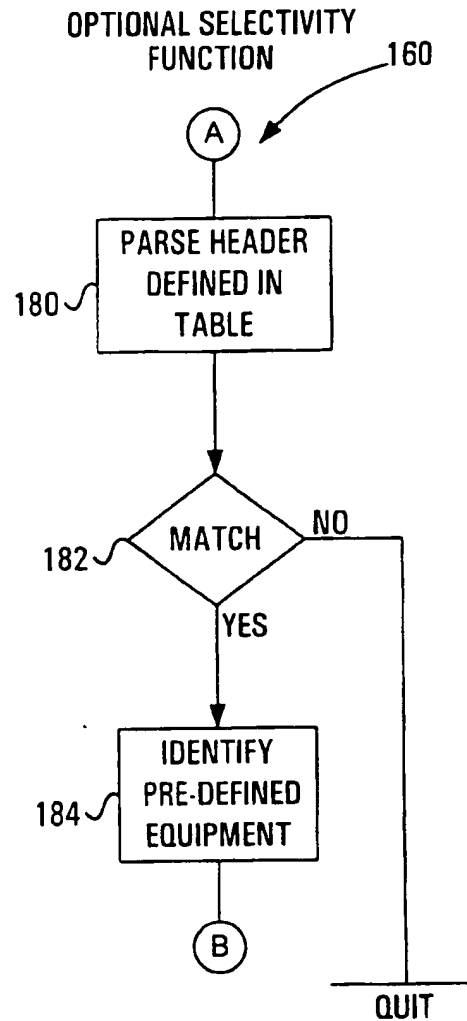 OPTIONAL SELECTIVITY
FUNCTION
160
A
PARSE HEADER
DEFINED IN
TABLE
180
MATCH
NO
182
YES
IDENTIFY
PRE-DEFINED
EQUIPMENT
184
B
QUIT